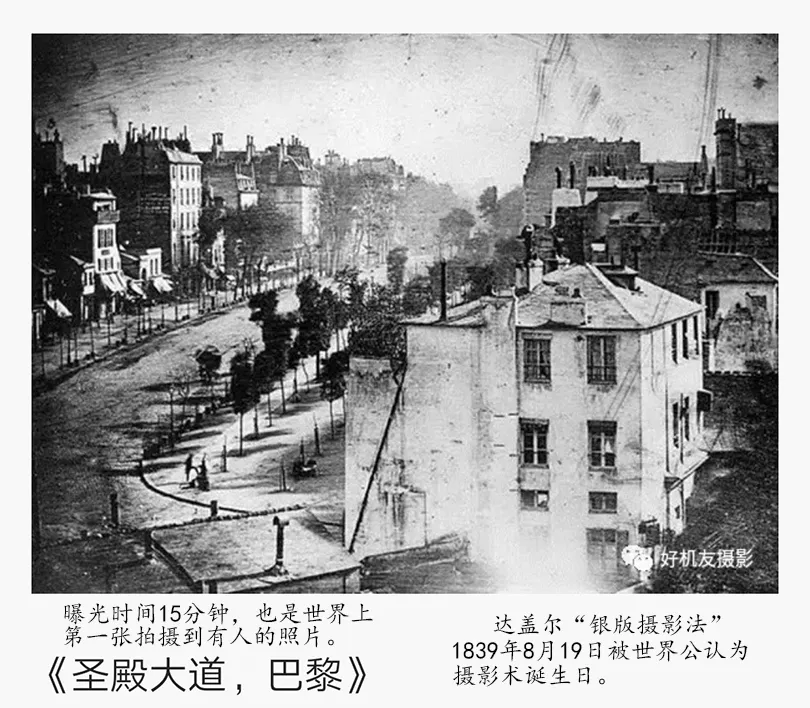 好机友摄影
曝光时间15分钟，也是世界上
第一张拍摄到有人的照片。
《圣殿大道，巴黎》
达盖尔“银版摄影法”
1839年8月19日被世界公认为
摄影术诞生日。